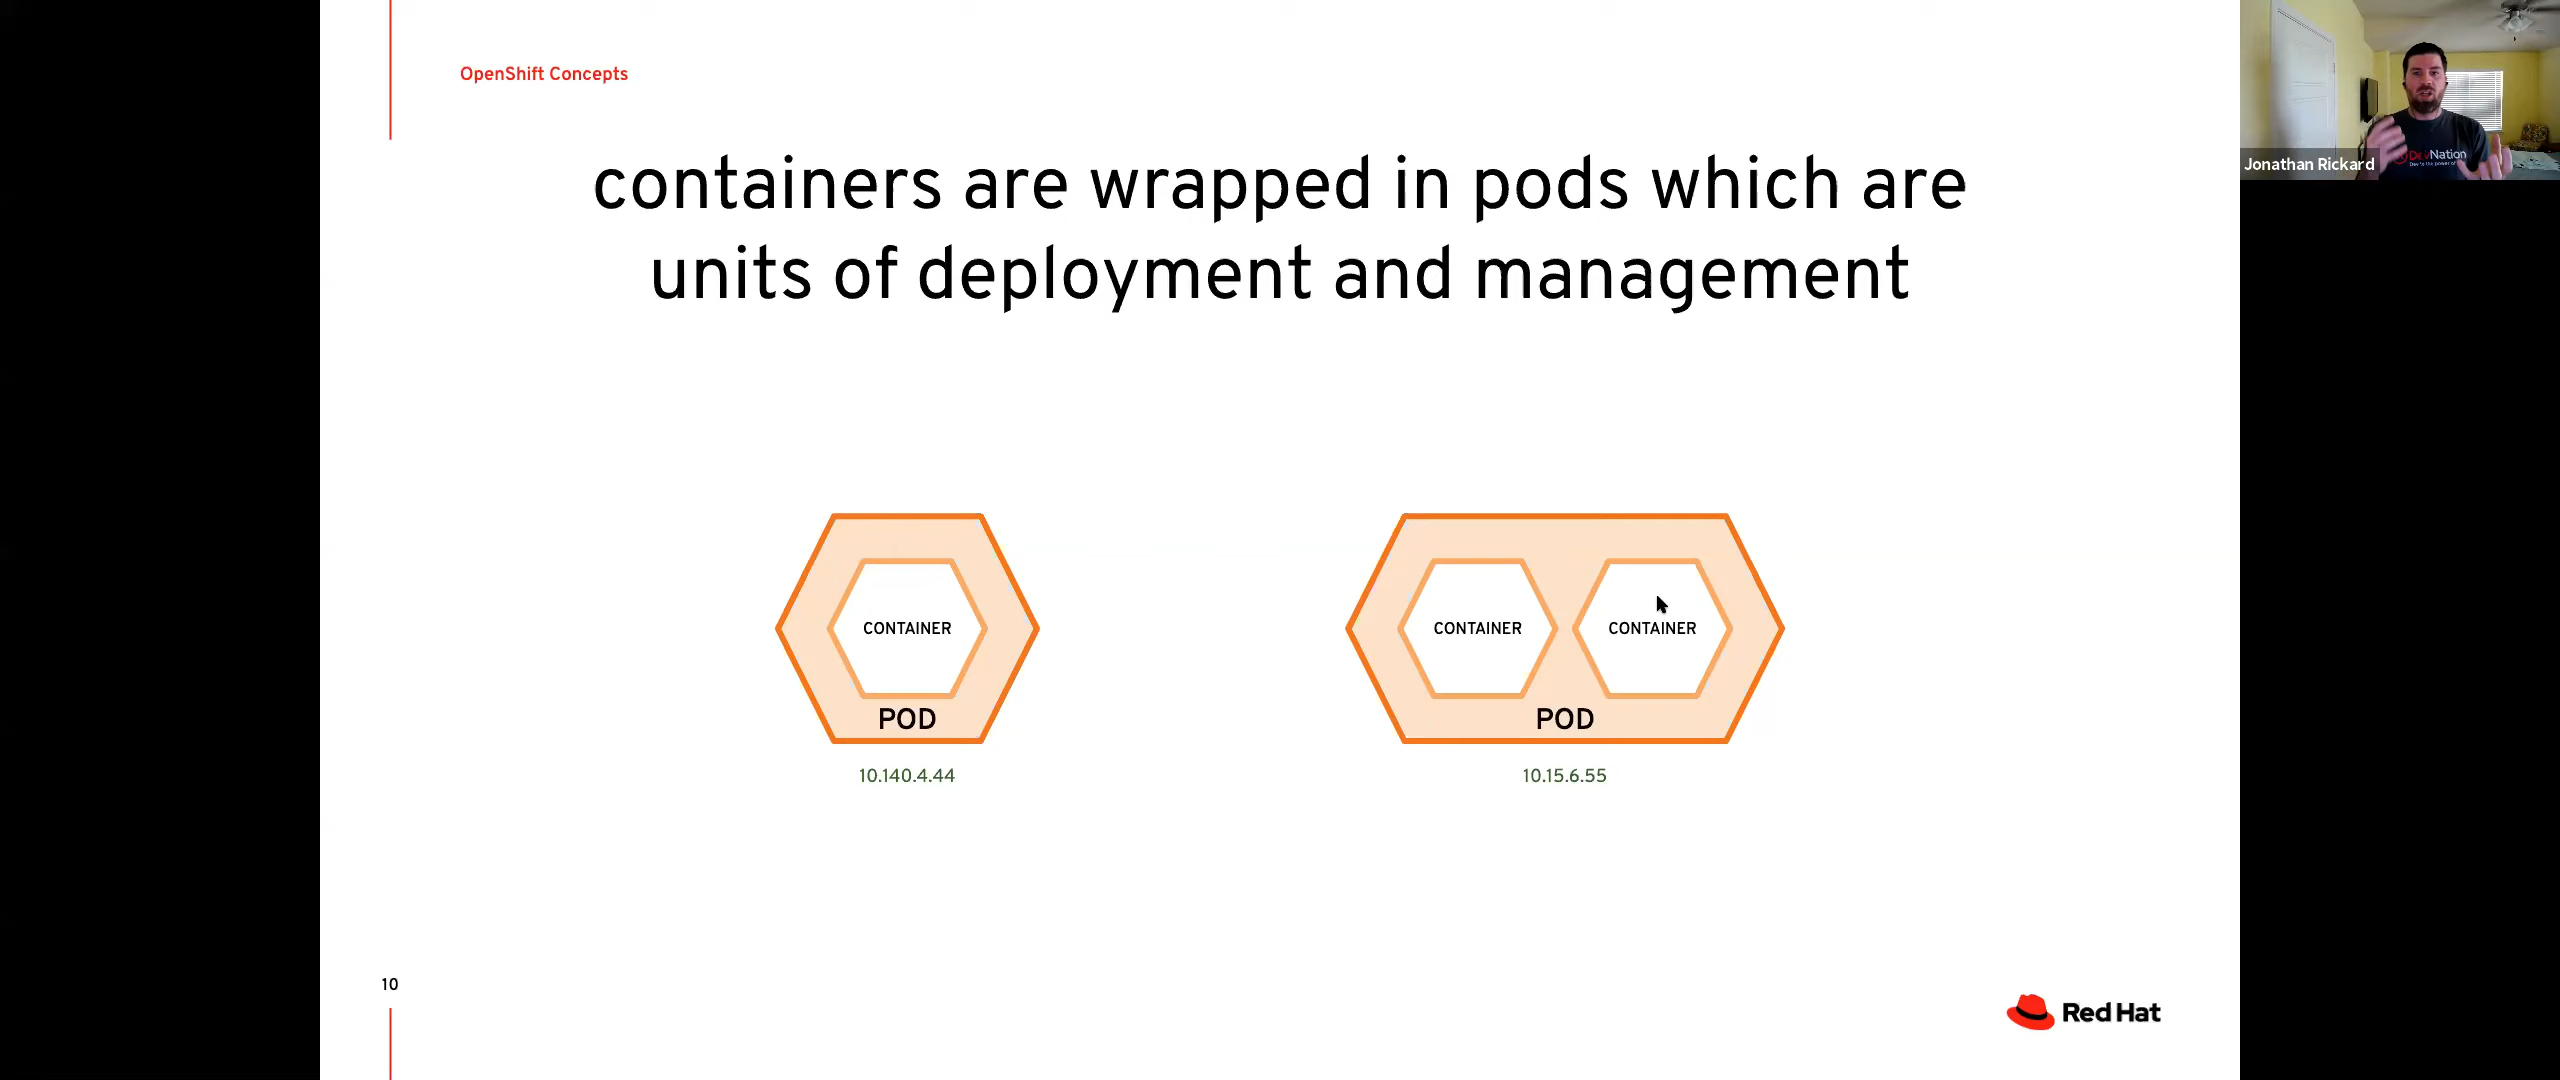 OpenShift Concepts
containers are wrapped in pods which are
units of deployment and management
CONTAINER
POD
10.140.4.44
CONTAINER
CONTAINER
POD
10.15.6.55
10
Red Hat
Jonathan Rickard
DevNation